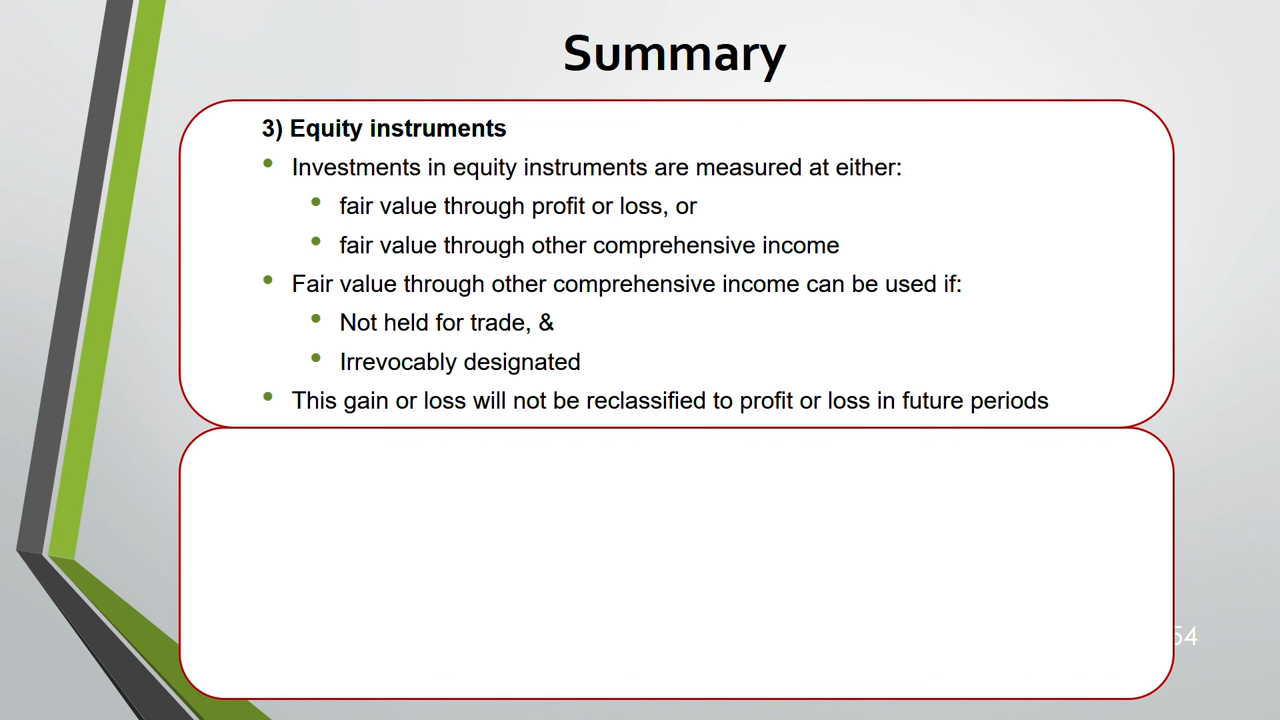 Summary
3) Equity instruments
• Investments in equity instruments are measured at either:
• fair value through profit or loss, or
• fair value through other comprehensive income
• Fair value through other comprehensive income can be used if:
• Not held for trade, &
• Irrevocably designated
• This gain or loss will not be reclassified to profit or loss in future periods
54